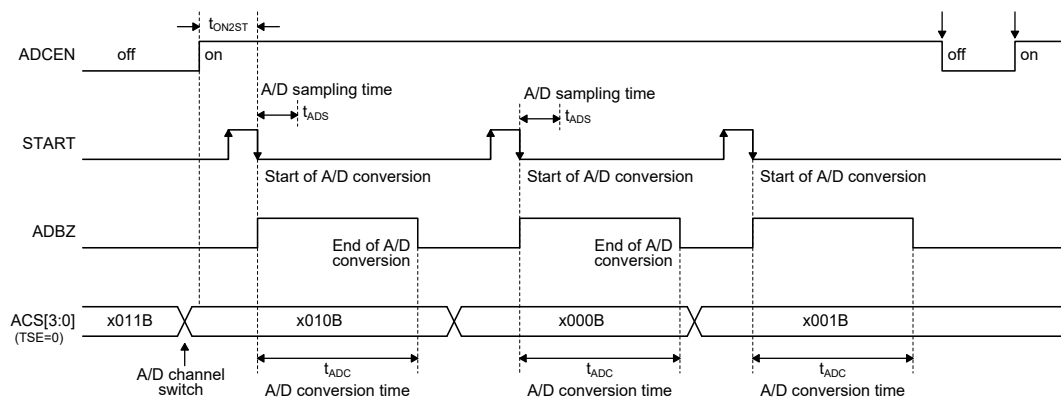 tON2ST
ADCEN off on off on
A/D sampling time A/D sampling time
tADS tADS
START
Start of A/D conversion Start of A/D conversion Start of A/D conversion
ADBZ
End of A/D conversion End of A/D conversion
ACS[3:0] x011B x010B x000B x001B
(TSE=0)
A/D channel switch
tADC tADC tADC
A/D conversion time A/D conversion time A/D conversion time